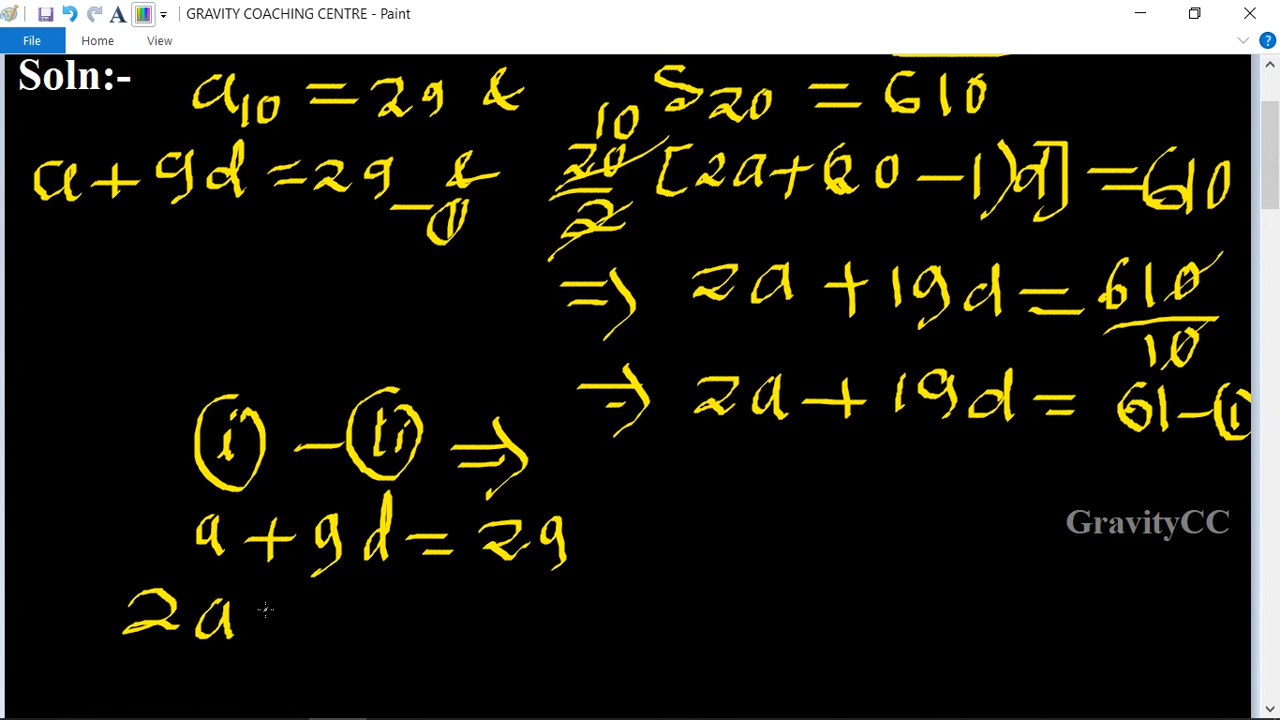 GRAVITY COACHING CENTRE - Paint
File Home View
Soln:-
a10 = 29 & S20 = 610
a + 9d = 29 — (i) & 20/2 [2a + (20 - 1)d] = 610
10
=> 2a + 19d = 610/10
=> 2a + 19d = 61 — (i
(i) - (ii) =>
a + 9d = 29
2a
GravityCC